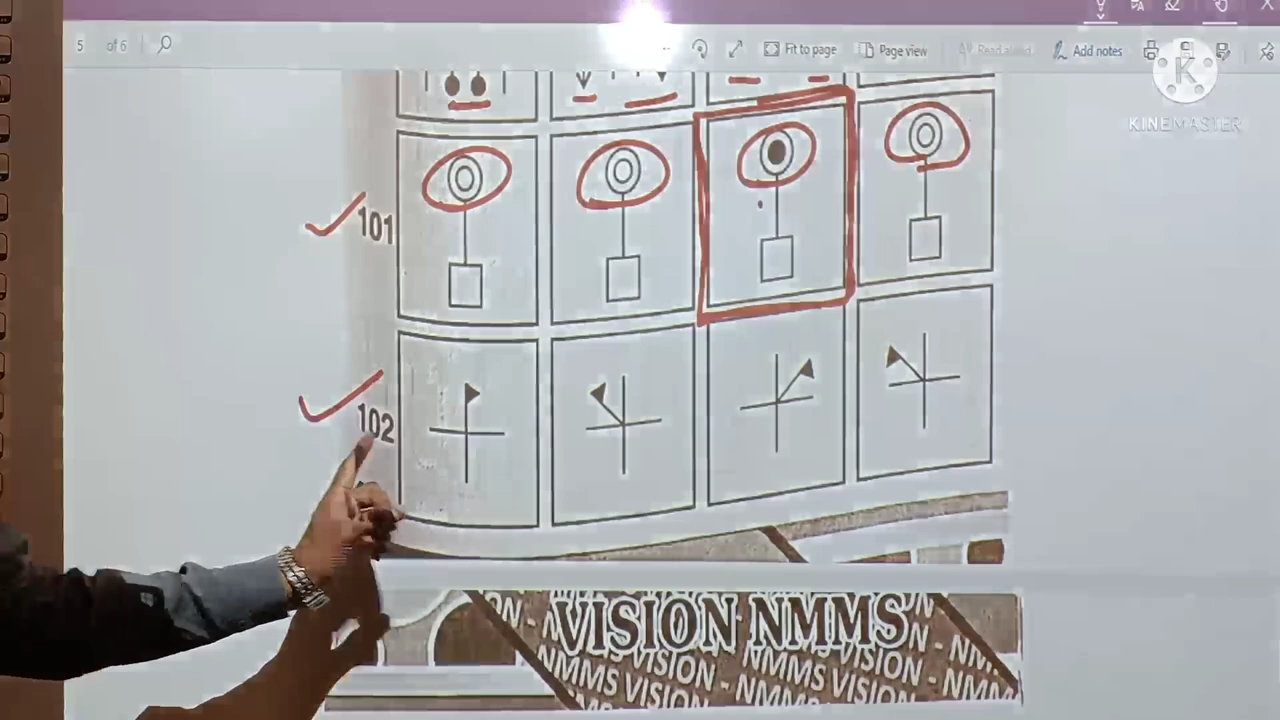 5 of 6 Fit to page Page view Read aloud Add notes
K
KINEMASTER
101
102
VISION NMMS
NMMS VISION - NMMS VISION - NMM